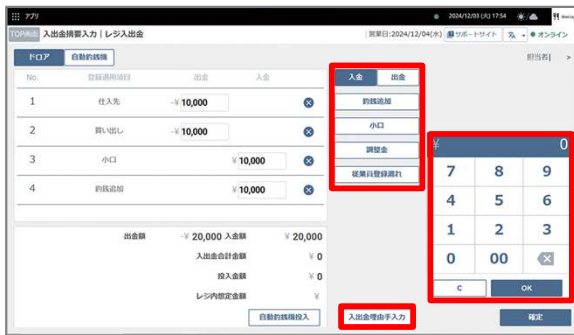 アプリ 2024/12/03 (火) 17:54
入出金摘要入力 | レジ入出金 営業日:2024/12/04(水) サポートサイト オンライン
ドロア 自動釣銭機 担当者|
No. 登録適用項目 出金 入金
1 仕入先 -¥ 10,000
2 買い出し -¥ 10,000
3 小口 ¥ 10,000
4 釣銭追加 ¥ 10,000
入金 出金
釣銭追加
小口
調整金
従業員登録漏れ
¥ 0
7 8 9
4 5 6
1 2 3
0 00
C OK
出金額 -¥ 20,000 入金額 ¥ 20,000
入出金合計金額 ¥ 0
投入金額 ¥ 0
レジ内想定金額 ¥
自動釣銭機投入 入出金理由手入力 確定